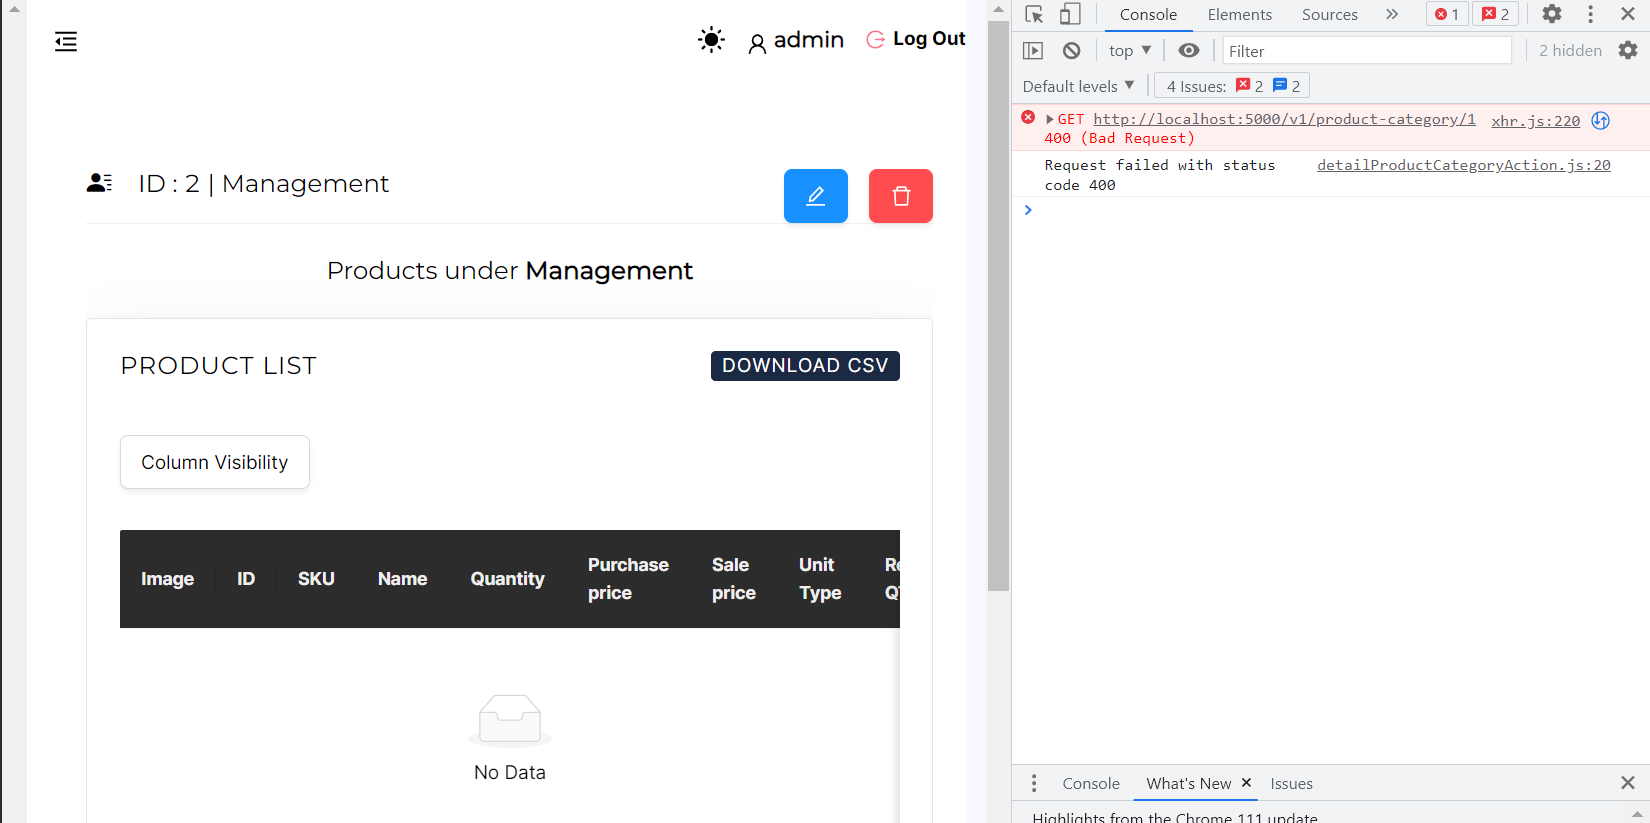 admin Log Out
ID : 2 | Management
Products under Management
PRODUCT LIST DOWNLOAD CSV
Column Visibility
Image ID SKU Name Quantity Purchase price Sale price Unit Type
No Data
Console Elements Sources 1 2
top Filter 2 hidden
Default levels 4 Issues: 2 2
GET http://localhost:5000/v1/product-category/1 xhr.js:220
400 (Bad Request)
Request failed with status detailProductCategoryAction.js:20
code 400
Console What's New Issues
Highlights from the Chrome 111 update